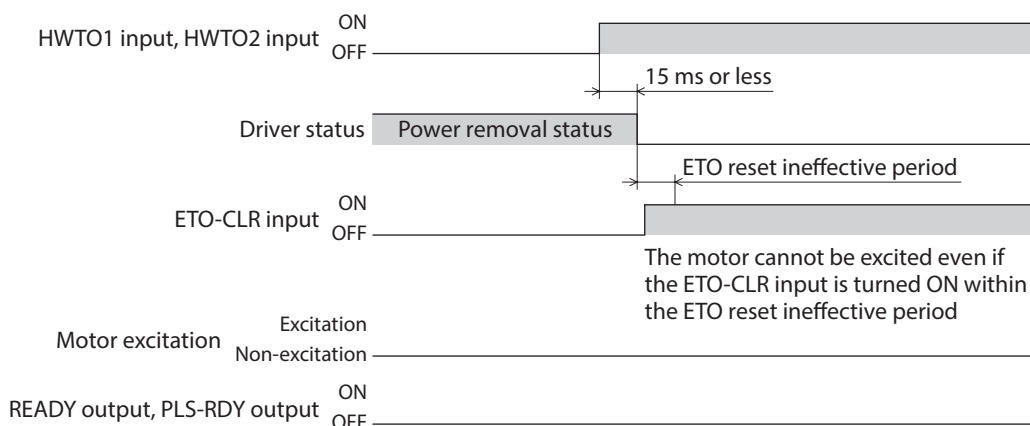 ON
HWTO1 input, HWTO2 input
OFF
15 ms or less
Driver status
Power removal status
ETO reset ineffective period
ON
ETO-CLR input
OFF
The motor cannot be excited even if
the ETO-CLR input is turned ON within
the ETO reset ineffective period
Excitation
Motor excitation
Non-excitation
ON
READY output, PLS-RDY output
OFF